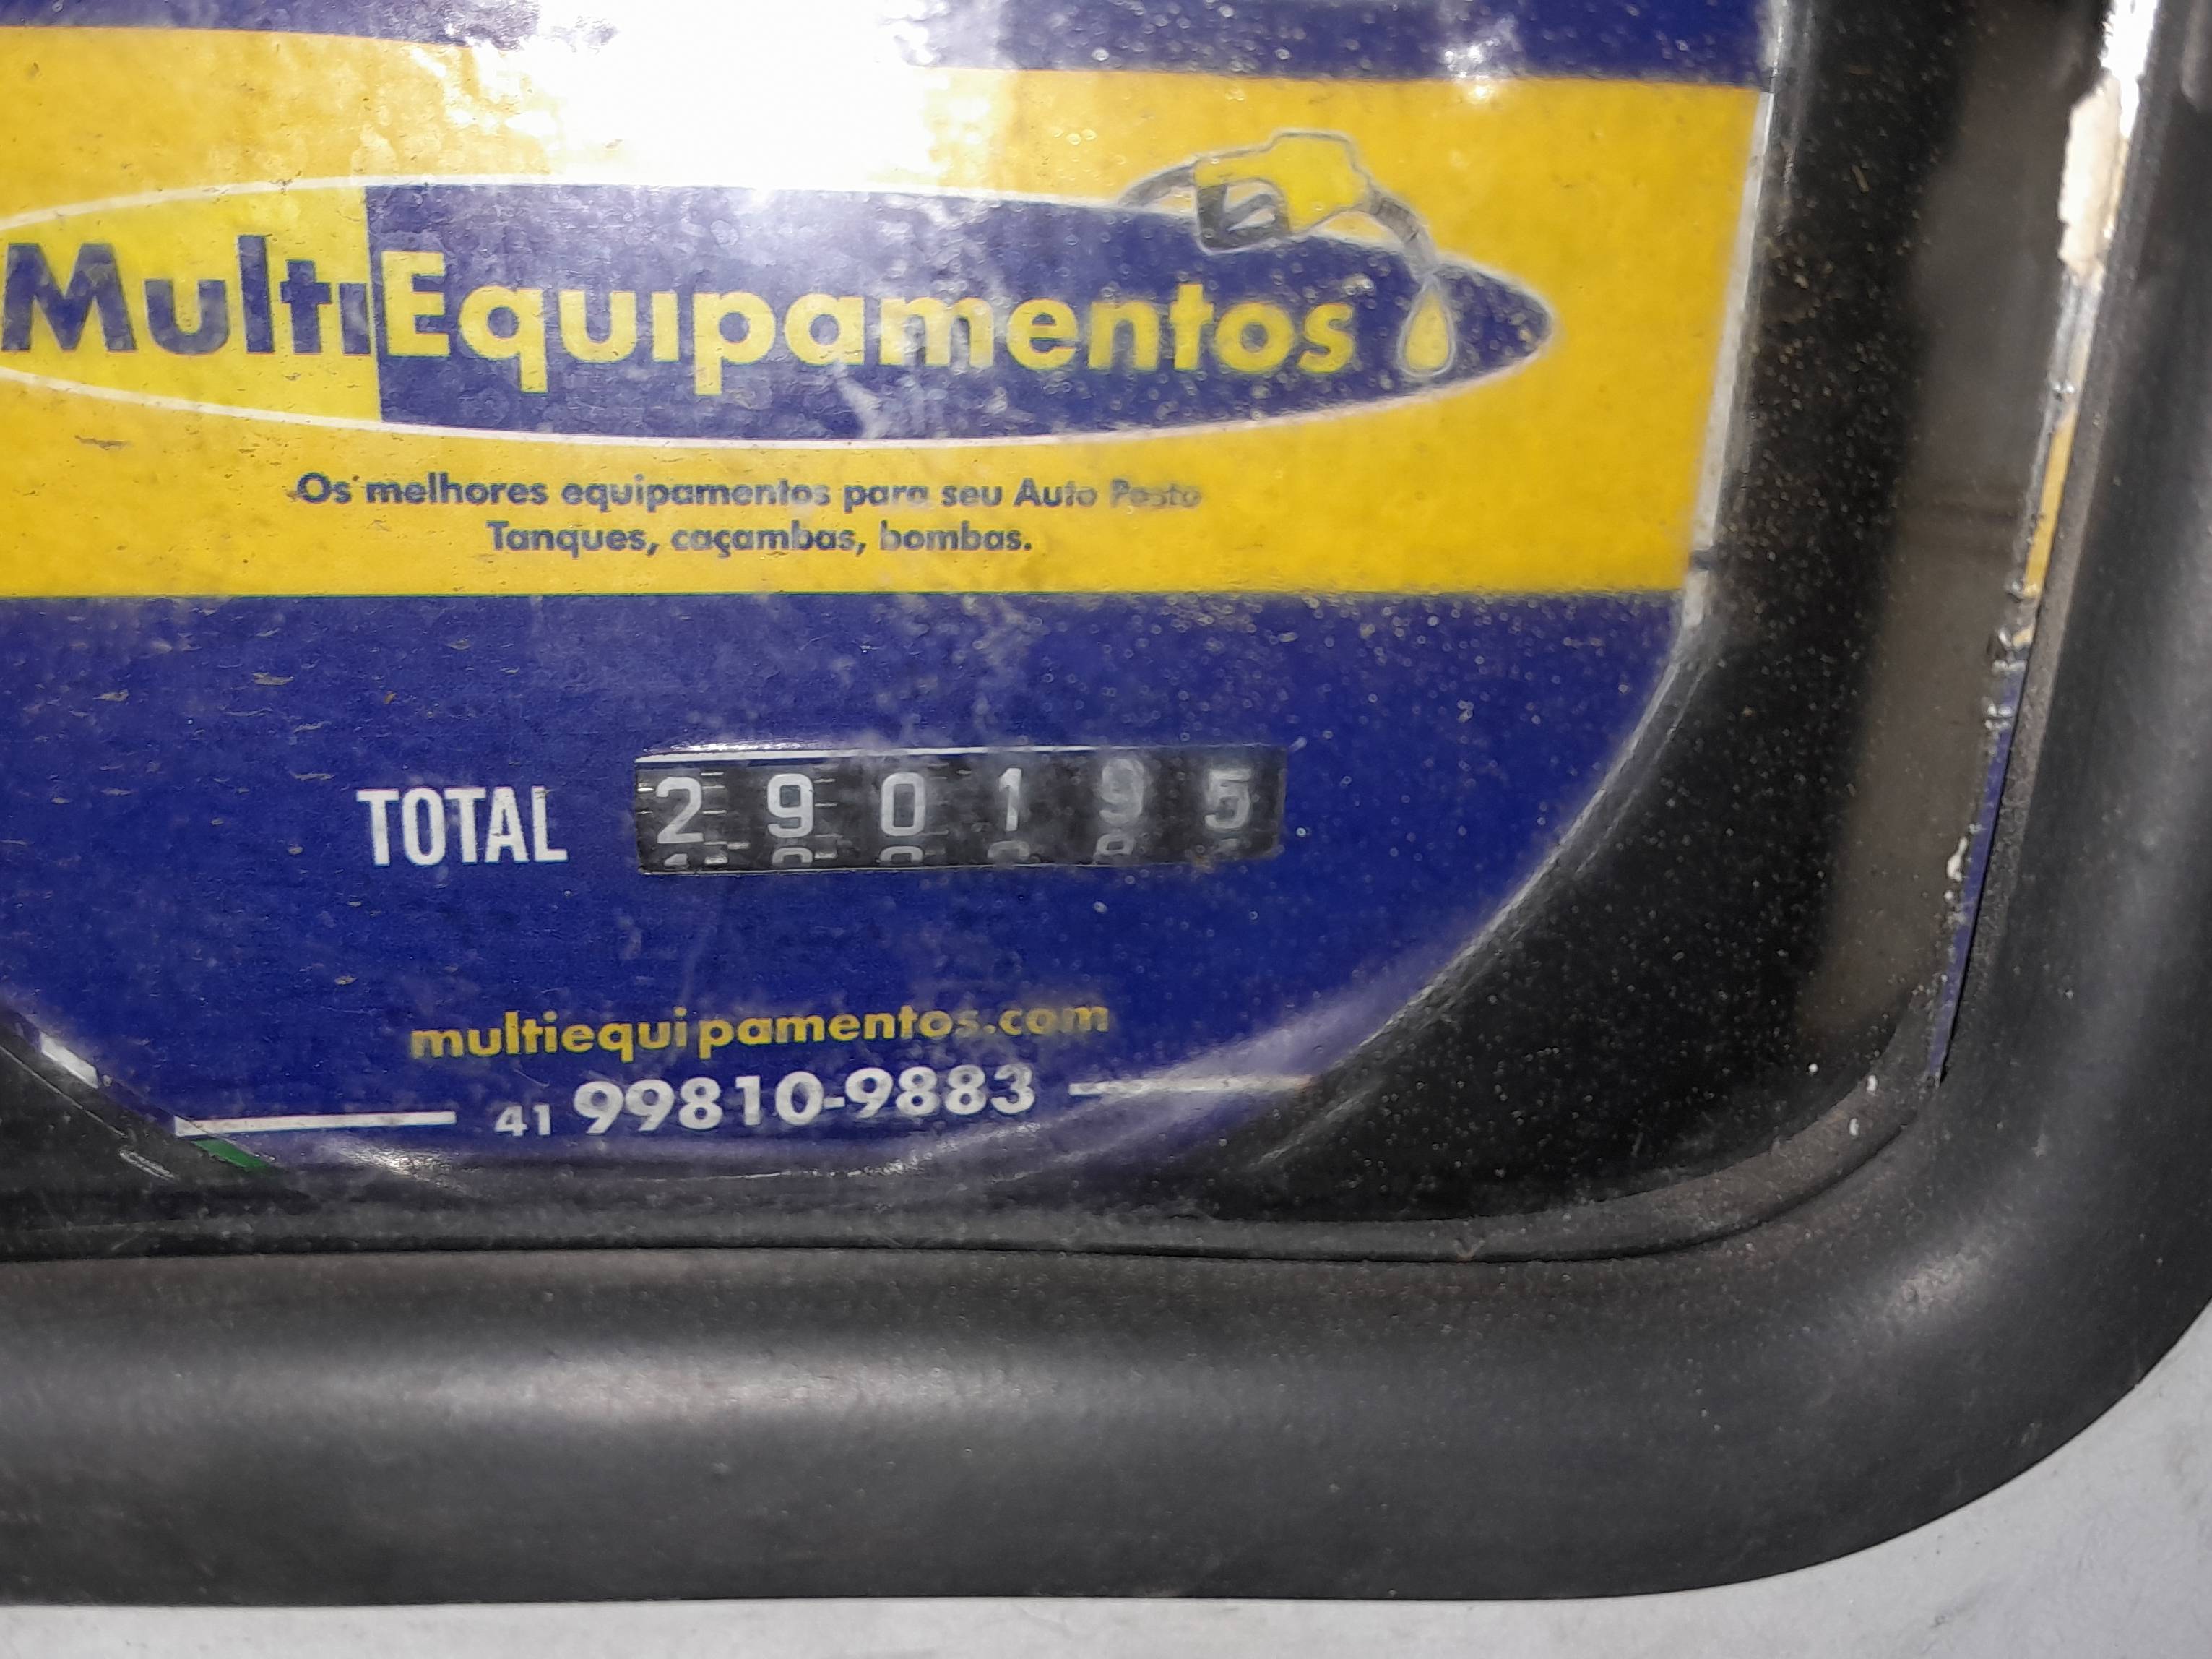 MultiEquipamentos
Os melhores equipamentos para seu Auto Posto
Tanques, caçambas, bombas.
TOTAL 290195
multiequipamentos.com
41 99810-9883